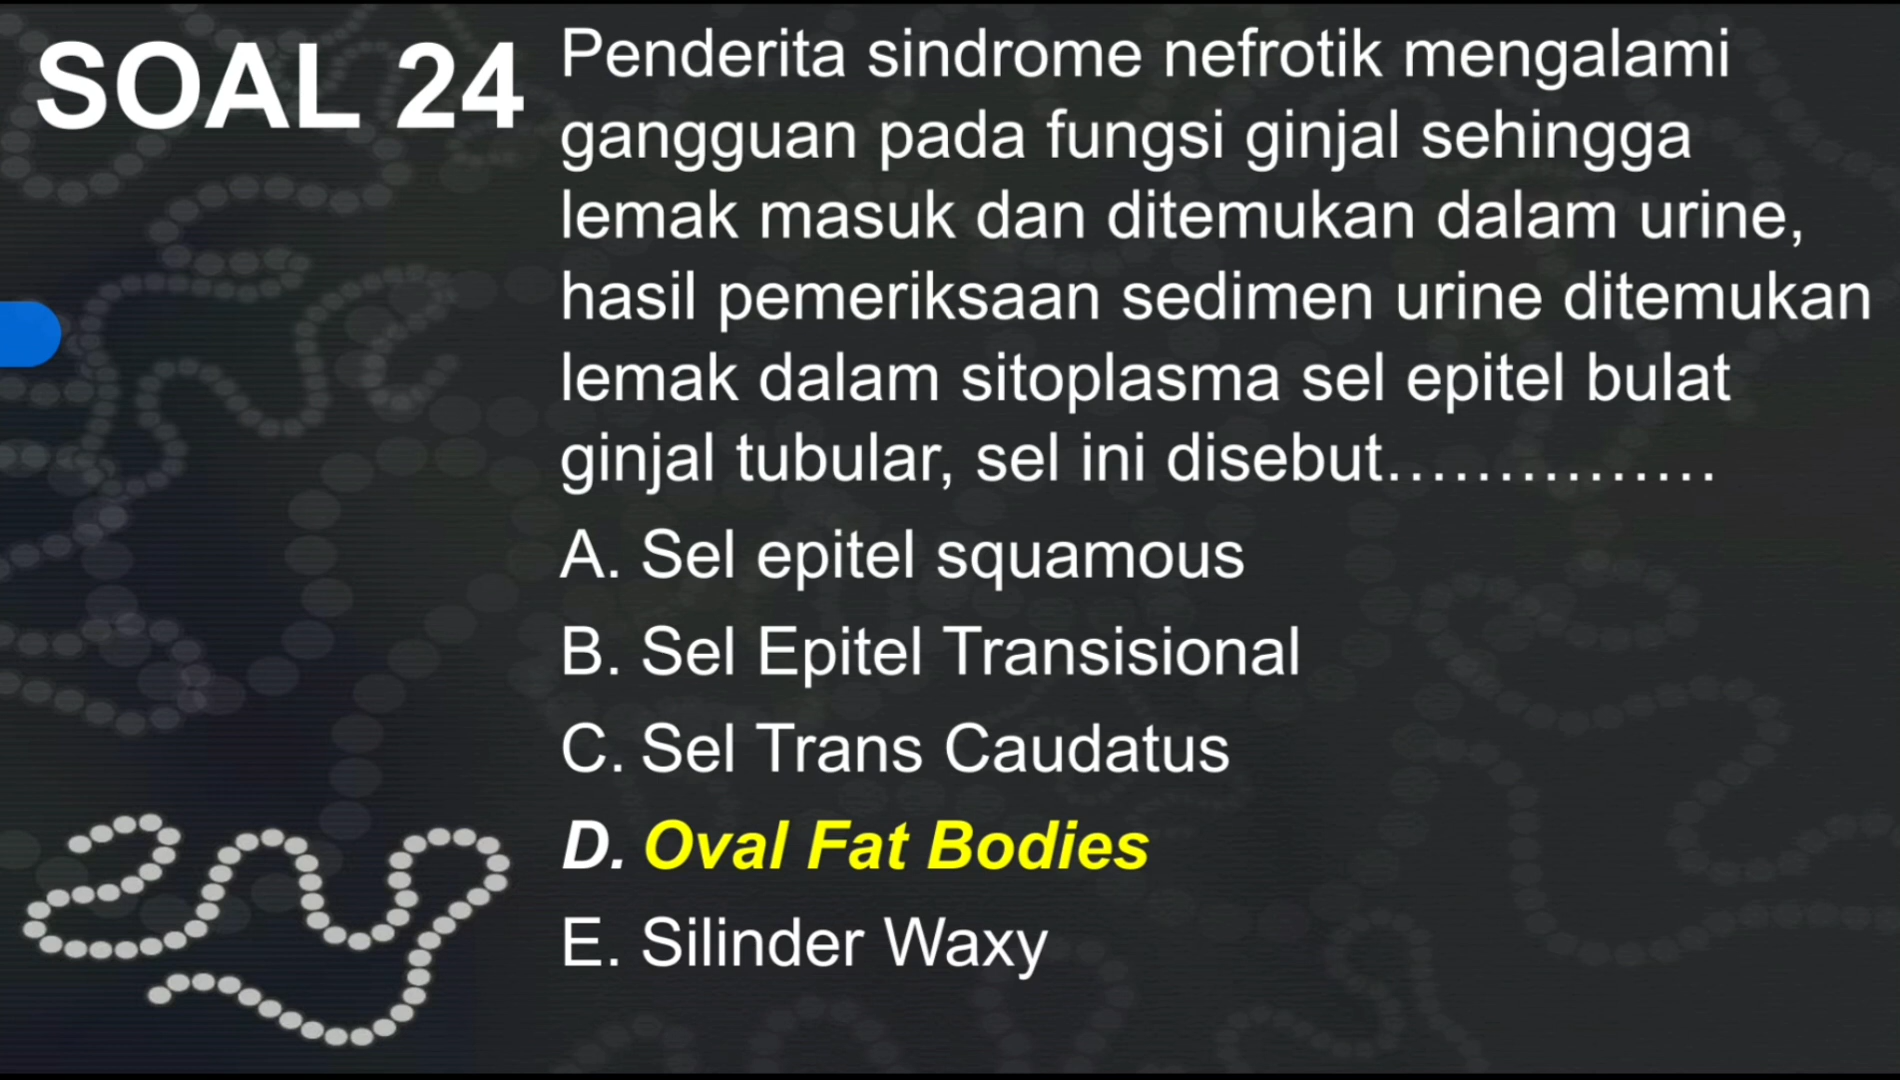 SOAL 24
Penderita sindrome nefrotik mengalami
gangguan pada fungsi ginjal sehingga
lemak masuk dan ditemukan dalam urine,
hasil pemeriksaan sedimen urine ditemukan
lemak dalam sitoplasma sel epitel bulat
ginjal tubular, sel ini disebut……………
A. Sel epitel squamous
B. Sel Epitel Transisional
C. Sel Trans Caudatus
D. Oval Fat Bodies
E. Silinder Waxy